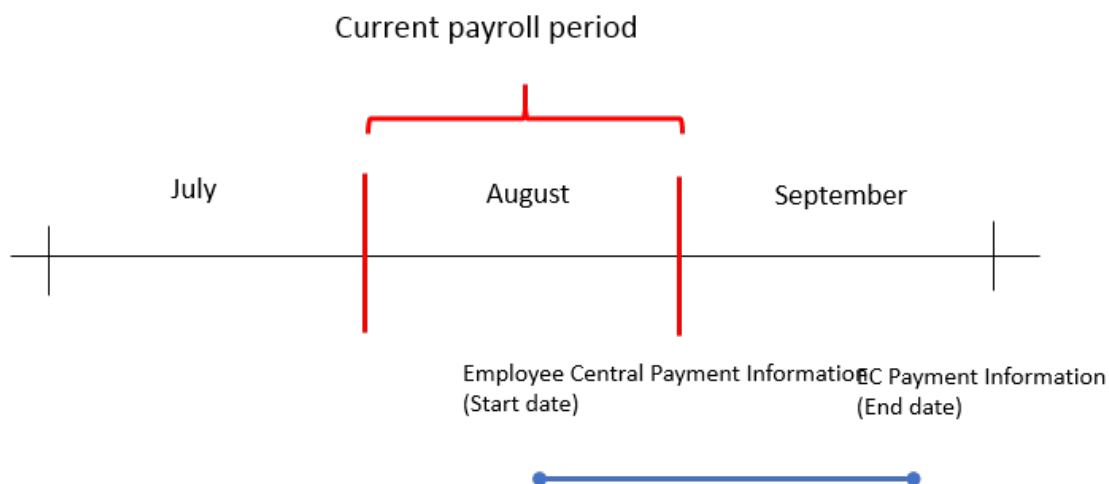 Current payroll period
July
August
September
Employee Central Payment Information
(Start date)
EC Payment Information
(End date)